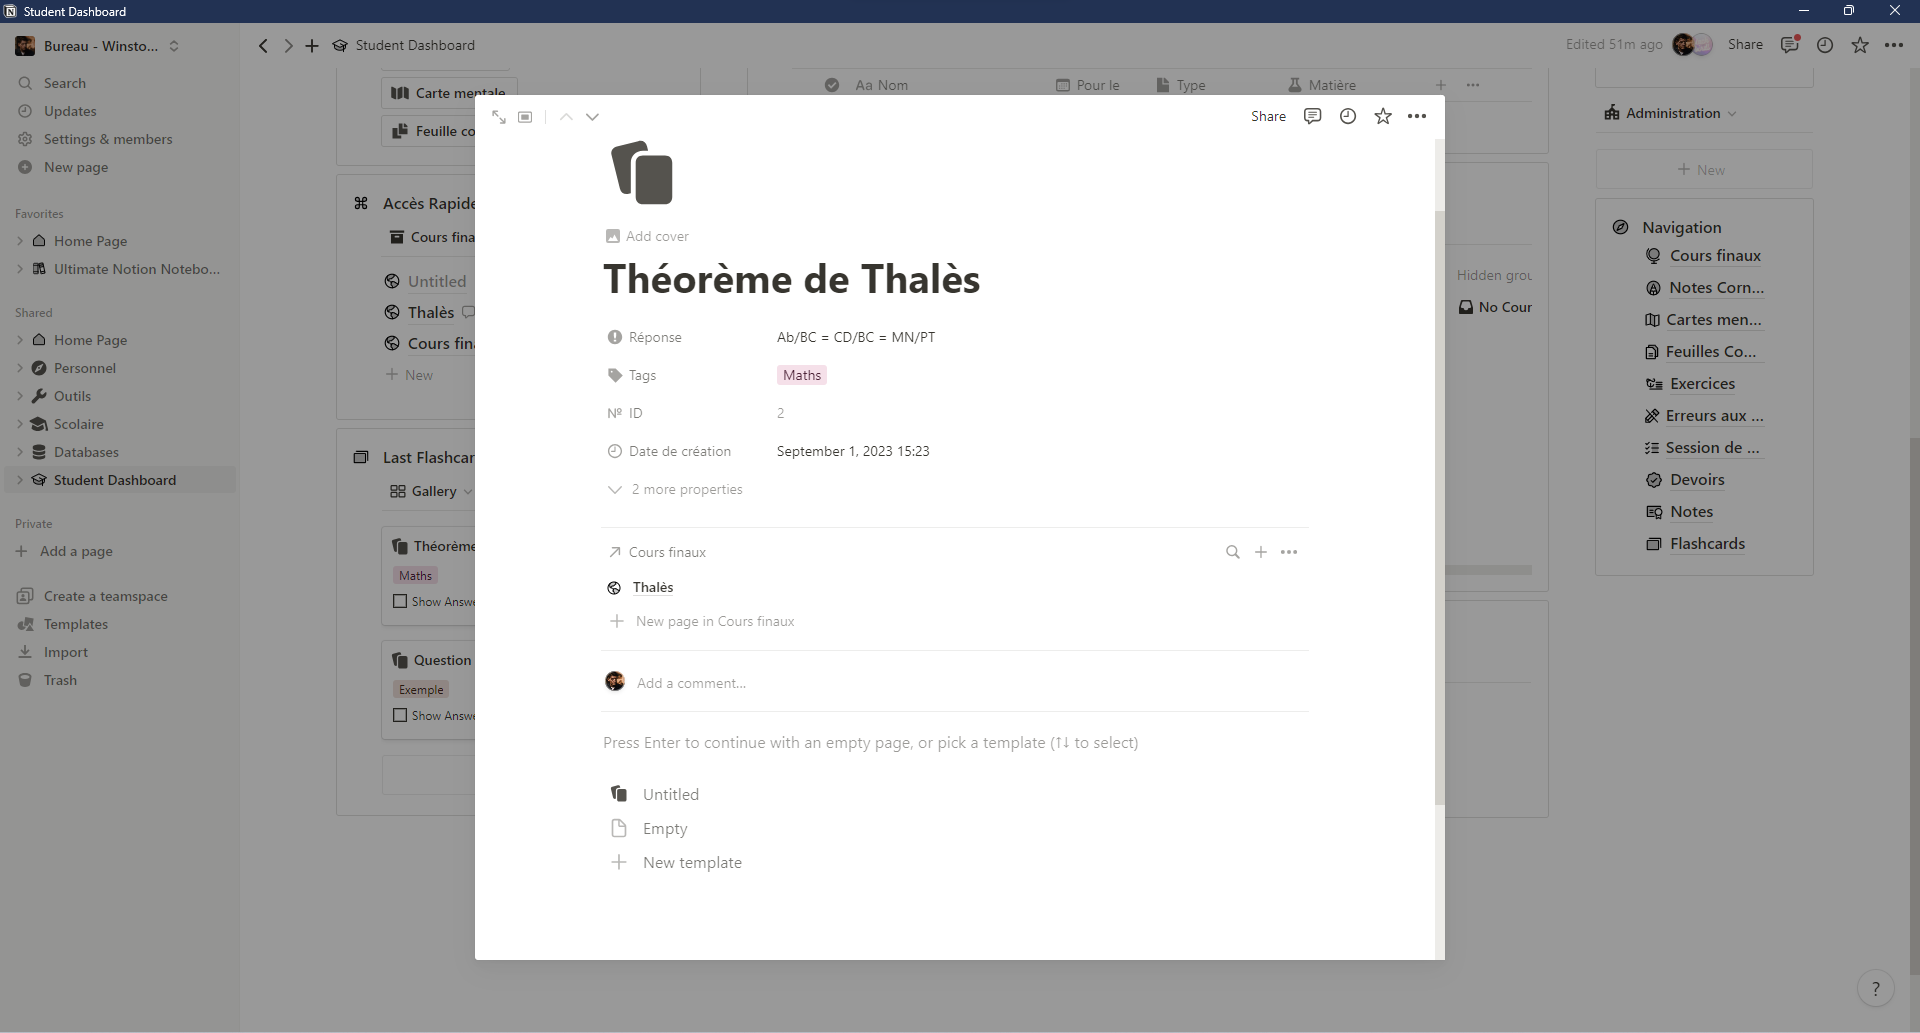 Student Dashboard
Bureau - Winsto...
Search
Updates
Settings & members
New page
Favorites
Home Page
Ultimate Notion Notebo...
Shared
Home Page
Personnel
Outils
Scolaire
Databases
Student Dashboard
Private
Add a page
Create a teamspace
Templates
Import
Trash
Student Dashboard
Edited 51m ago
Share
Carte mentale
Feuille co
Aa Nom
Pour le
Type
Matière
Accès Rapide
Cours fina
Untitled
Thalès
Cours fin
New
Last Flashcar
Gallery
Théorème
Maths
Show Answe
Question
Exemple
Show Answe
Share
Add cover
Théorème de Thalès
Réponse
Ab/BC = CD/BC = MN/PT
Tags
Maths
Nº ID
2
Date de création
September 1, 2023 15:23
2 more properties
Cours finaux
Thalès
New page in Cours finaux
Add a comment...
Press Enter to continue with an empty page, or pick a template (↑↓ to select)
Untitled
Empty
New template
Hidden grou
No Cour
Administration
New
Navigation
Cours finaux
Notes Corn...
Cartes men...
Feuilles Co...
Exercices
Erreurs aux ...
Session de ...
Devoirs
Notes
Flashcards
?